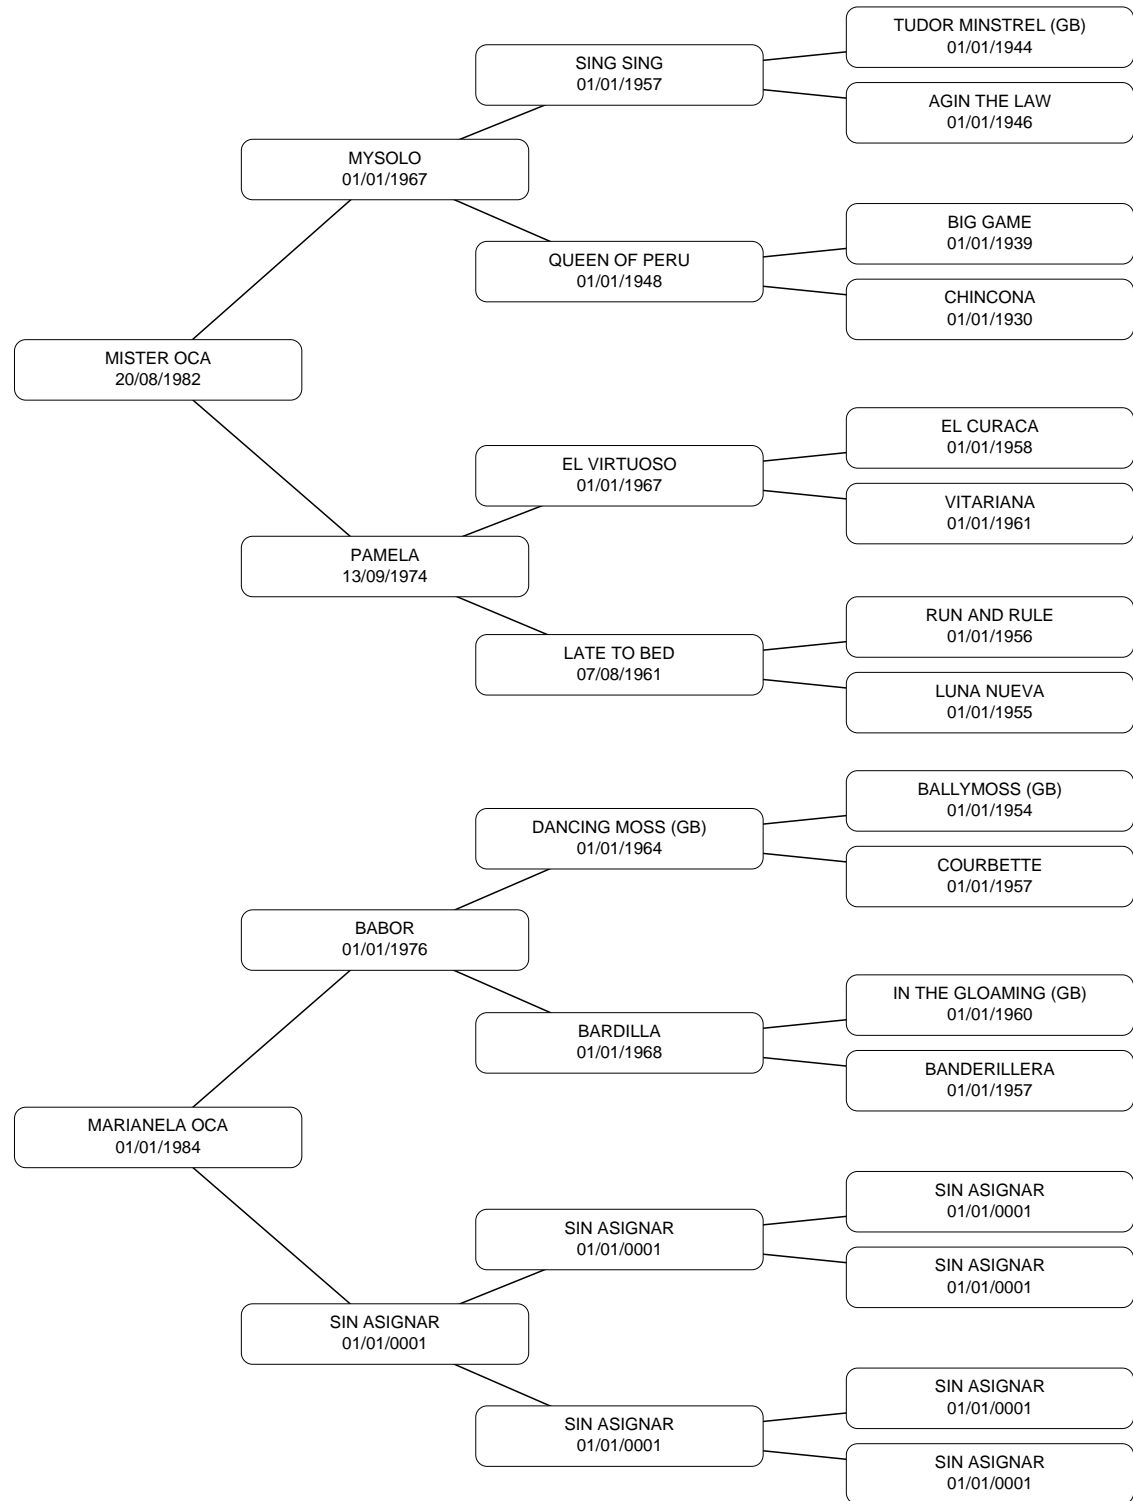 TUDOR MINSTREL (GB)
01/01/1944
SING SING
01/01/1957
AGIN THE LAW
01/01/1946
MYSOLO
01/01/1967
BIG GAME
01/01/1939
QUEEN OF PERU
01/01/1948
CHINCONA
01/01/1930
MISTER OCA
20/08/1982
EL CURACA
01/01/1958
EL VIRTUOSO
01/01/1967
VITARIANA
01/01/1961
PAMELA
13/09/1974
RUN AND RULE
01/01/1956
LATE TO BED
07/08/1961
LUNA NUEVA
01/01/1955
BALLYMOSS (GB)
01/01/1954
DANCING MOSS (GB)
01/01/1964
COURBETTE
01/01/1957
BABOR
01/01/1976
IN THE GLOAMING (GB)
01/01/1960
BARDILLA
01/01/1968
BANDERILLERA
01/01/1957
MARIANELA OCA
01/01/1984
SIN ASIGNAR
01/01/0001
SIN ASIGNAR
01/01/0001
SIN ASIGNAR
01/01/0001
SIN ASIGNAR
01/01/0001
SIN ASIGNAR
01/01/0001
SIN ASIGNAR
01/01/0001
SIN ASIGNAR
01/01/0001